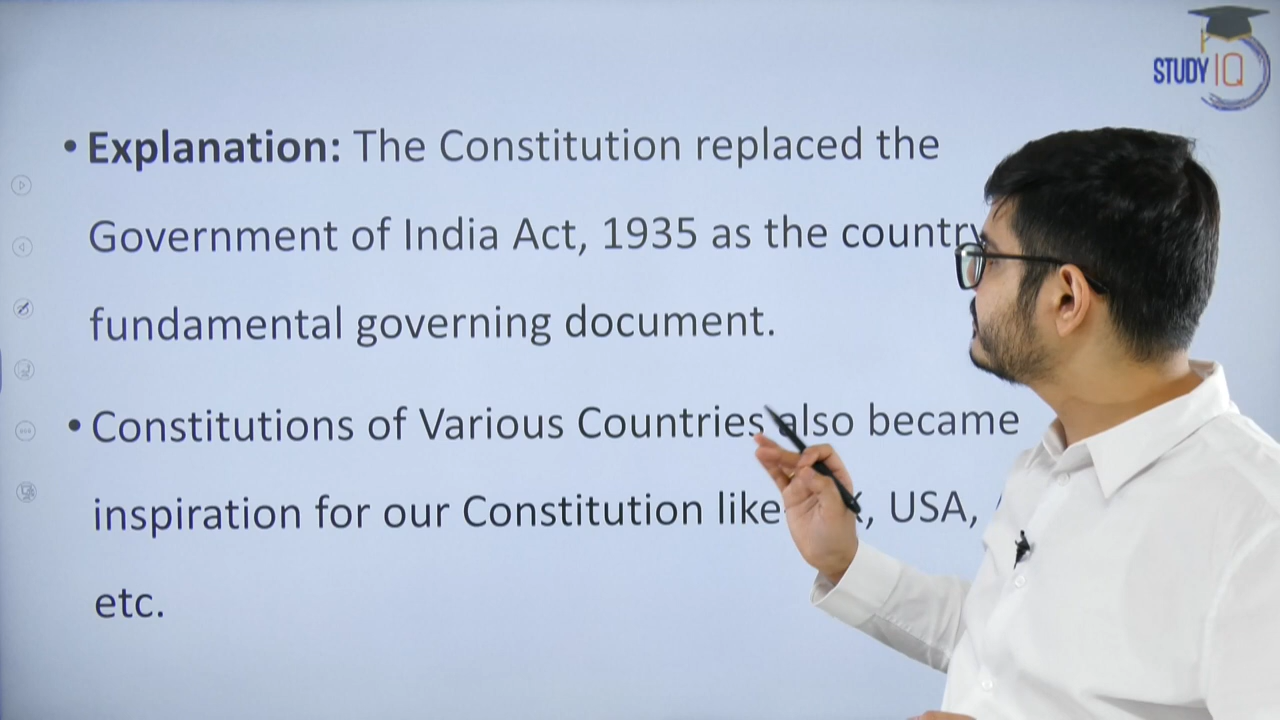 STUDY IQ
• Explanation: The Constitution replaced the
Government of India Act, 1935 as the country
fundamental governing document.
• Constitutions of Various Countries also became
inspiration for our Constitution like , USA,
etc.